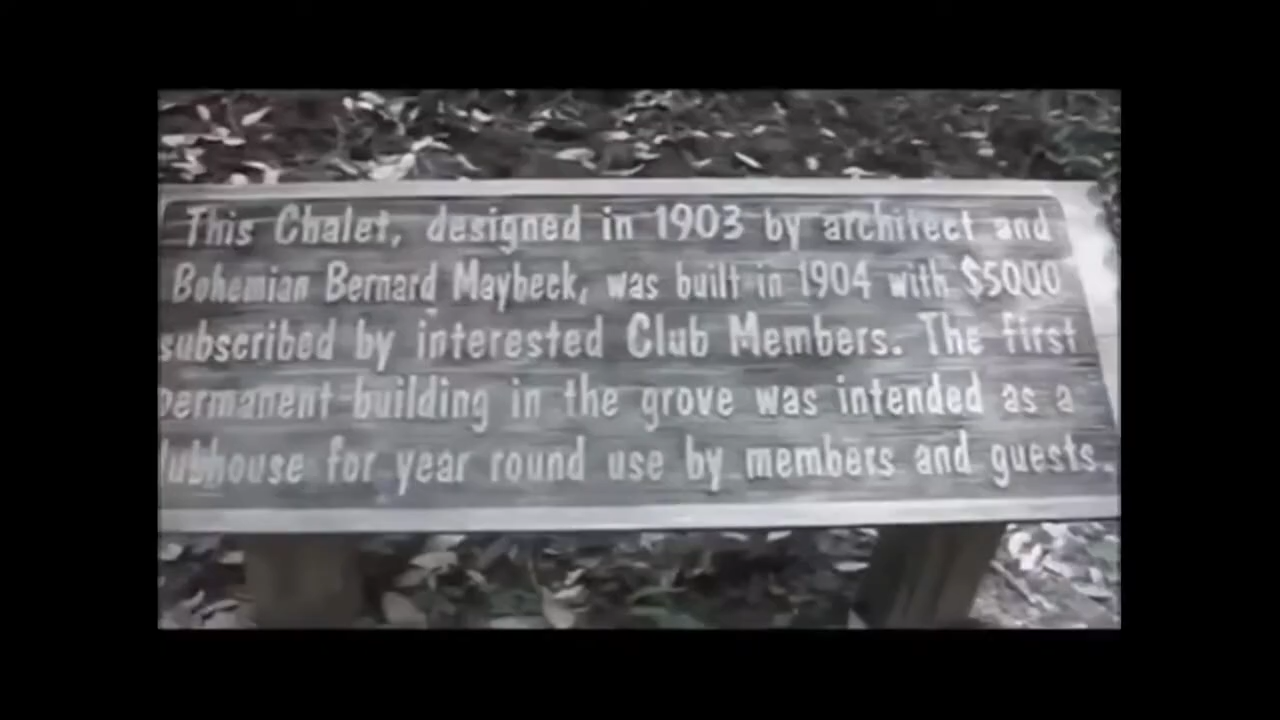 This Chalet, designed in 1903 by architect and
Bohemian Bernard Maybeck, was built in 1904 with $5000
subscribed by interested Club Members. The first
permanent building in the grove was intended as a
lubhouse for year round use by members and guests.